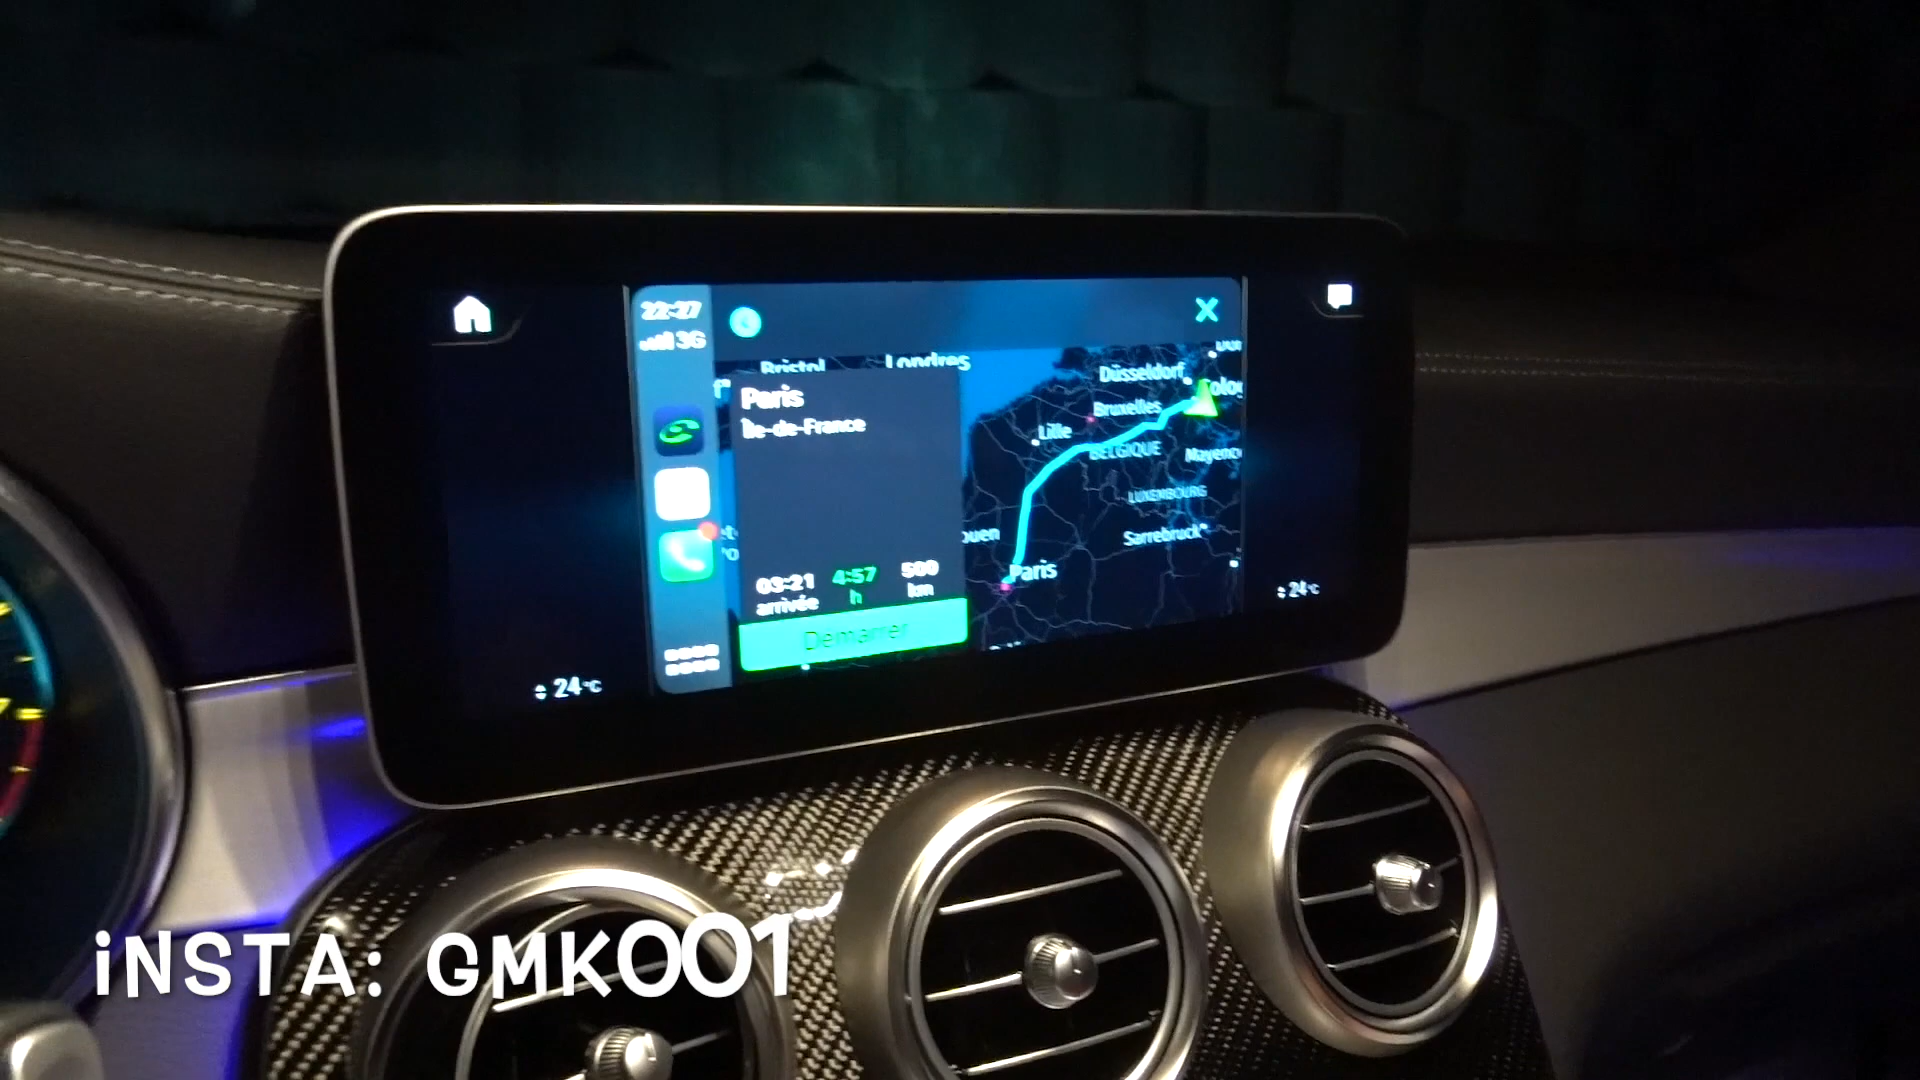 22:27
3G
Paris
Île-de-France
03:21
arrivée
4:57
h
500
km
Démarrer
Bristol
Londres
Düsseldorf
Bruxelles
Lille
BELGIQUE
Mayence
LUXEMBOURG
Sarrebruck
Paris
24°C
24°C
iNSTA: GMK001